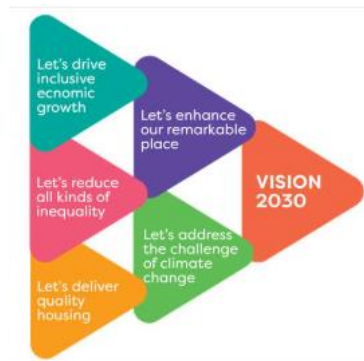 Let's drive
inclusive
ecnomic
growth
Let's enhance
our remarkable
place
Let's reduce
all kinds of
inequality
VISION
2030
Let's address
the challenge
of climate
change
Let's deliver
quality
housing